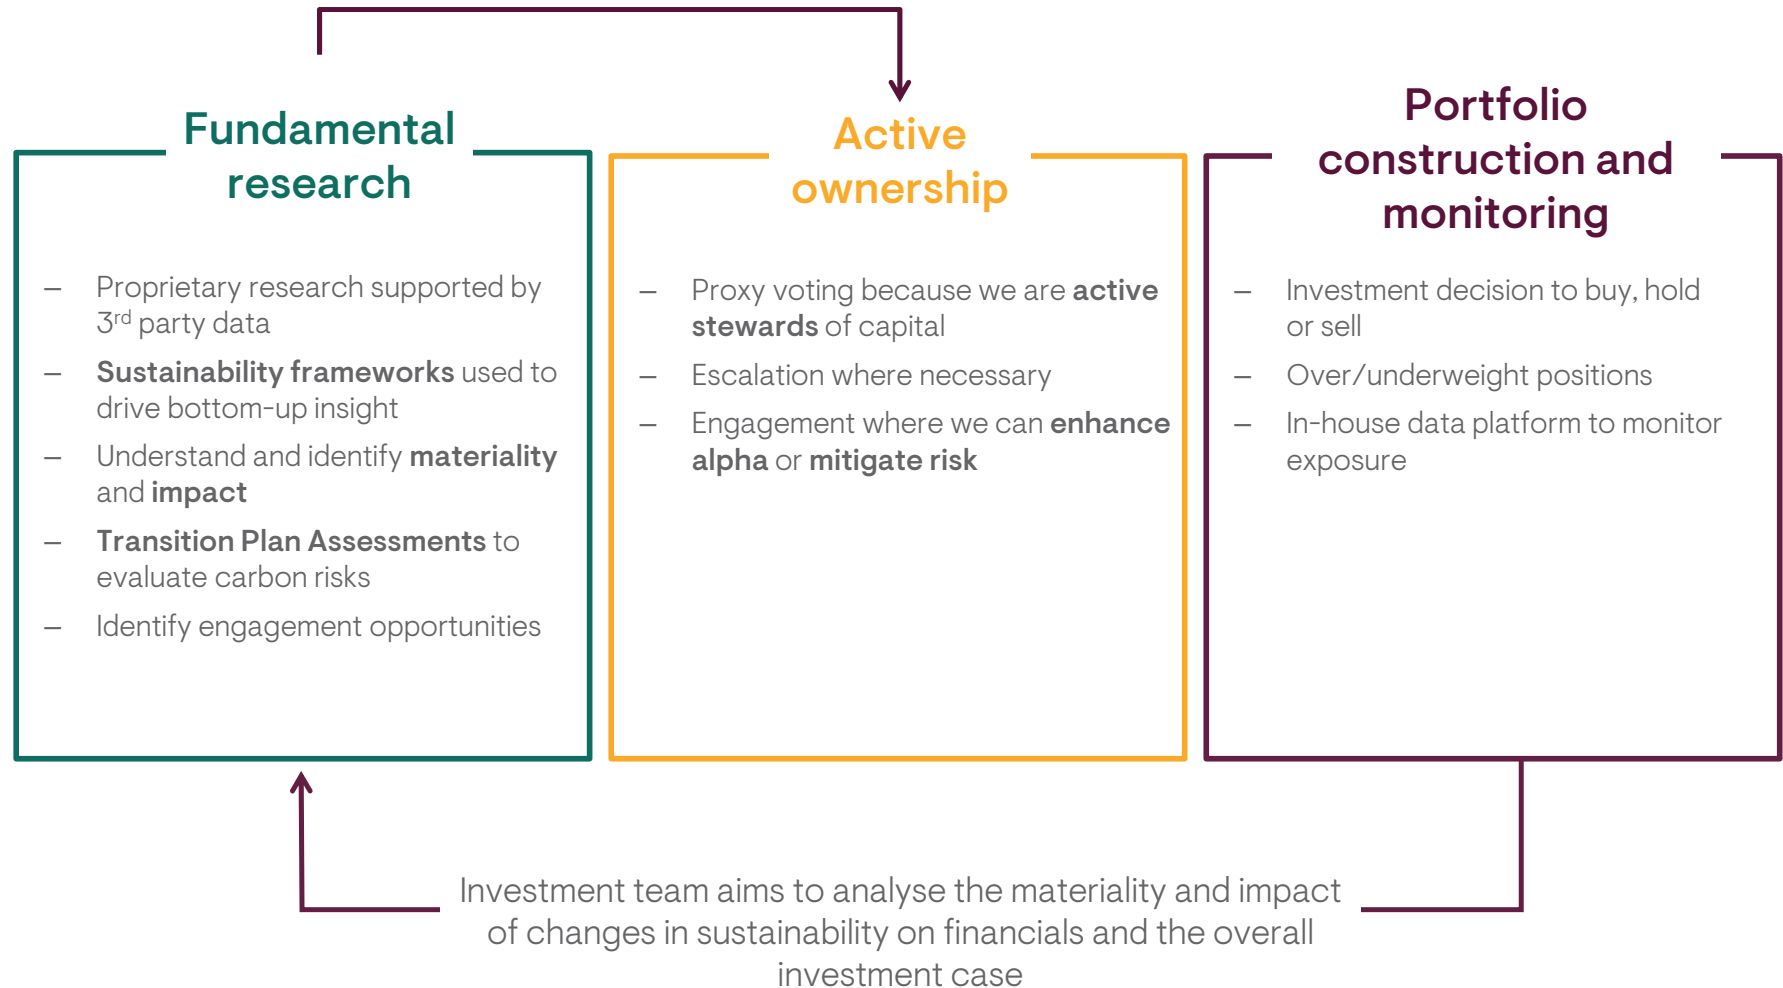 Fundamental
research
– Proprietary research supported by
3rd party data
– Sustainability frameworks used to
drive bottom-up insight
– Understand and identify materiality
and impact
– Transition Plan Assessments to
evaluate carbon risks
– Identify engagement opportunities
Active
ownership
– Proxy voting because we are active
stewards of capital
– Escalation where necessary
– Engagement where we can enhance
alpha or mitigate risk
Portfolio
construction and
monitoring
– Investment decision to buy, hold
or sell
– Over/underweight positions
– In-house data platform to monitor
exposure
Investment team aims to analyse the materiality and impact
of changes in sustainability on financials and the overall
investment case